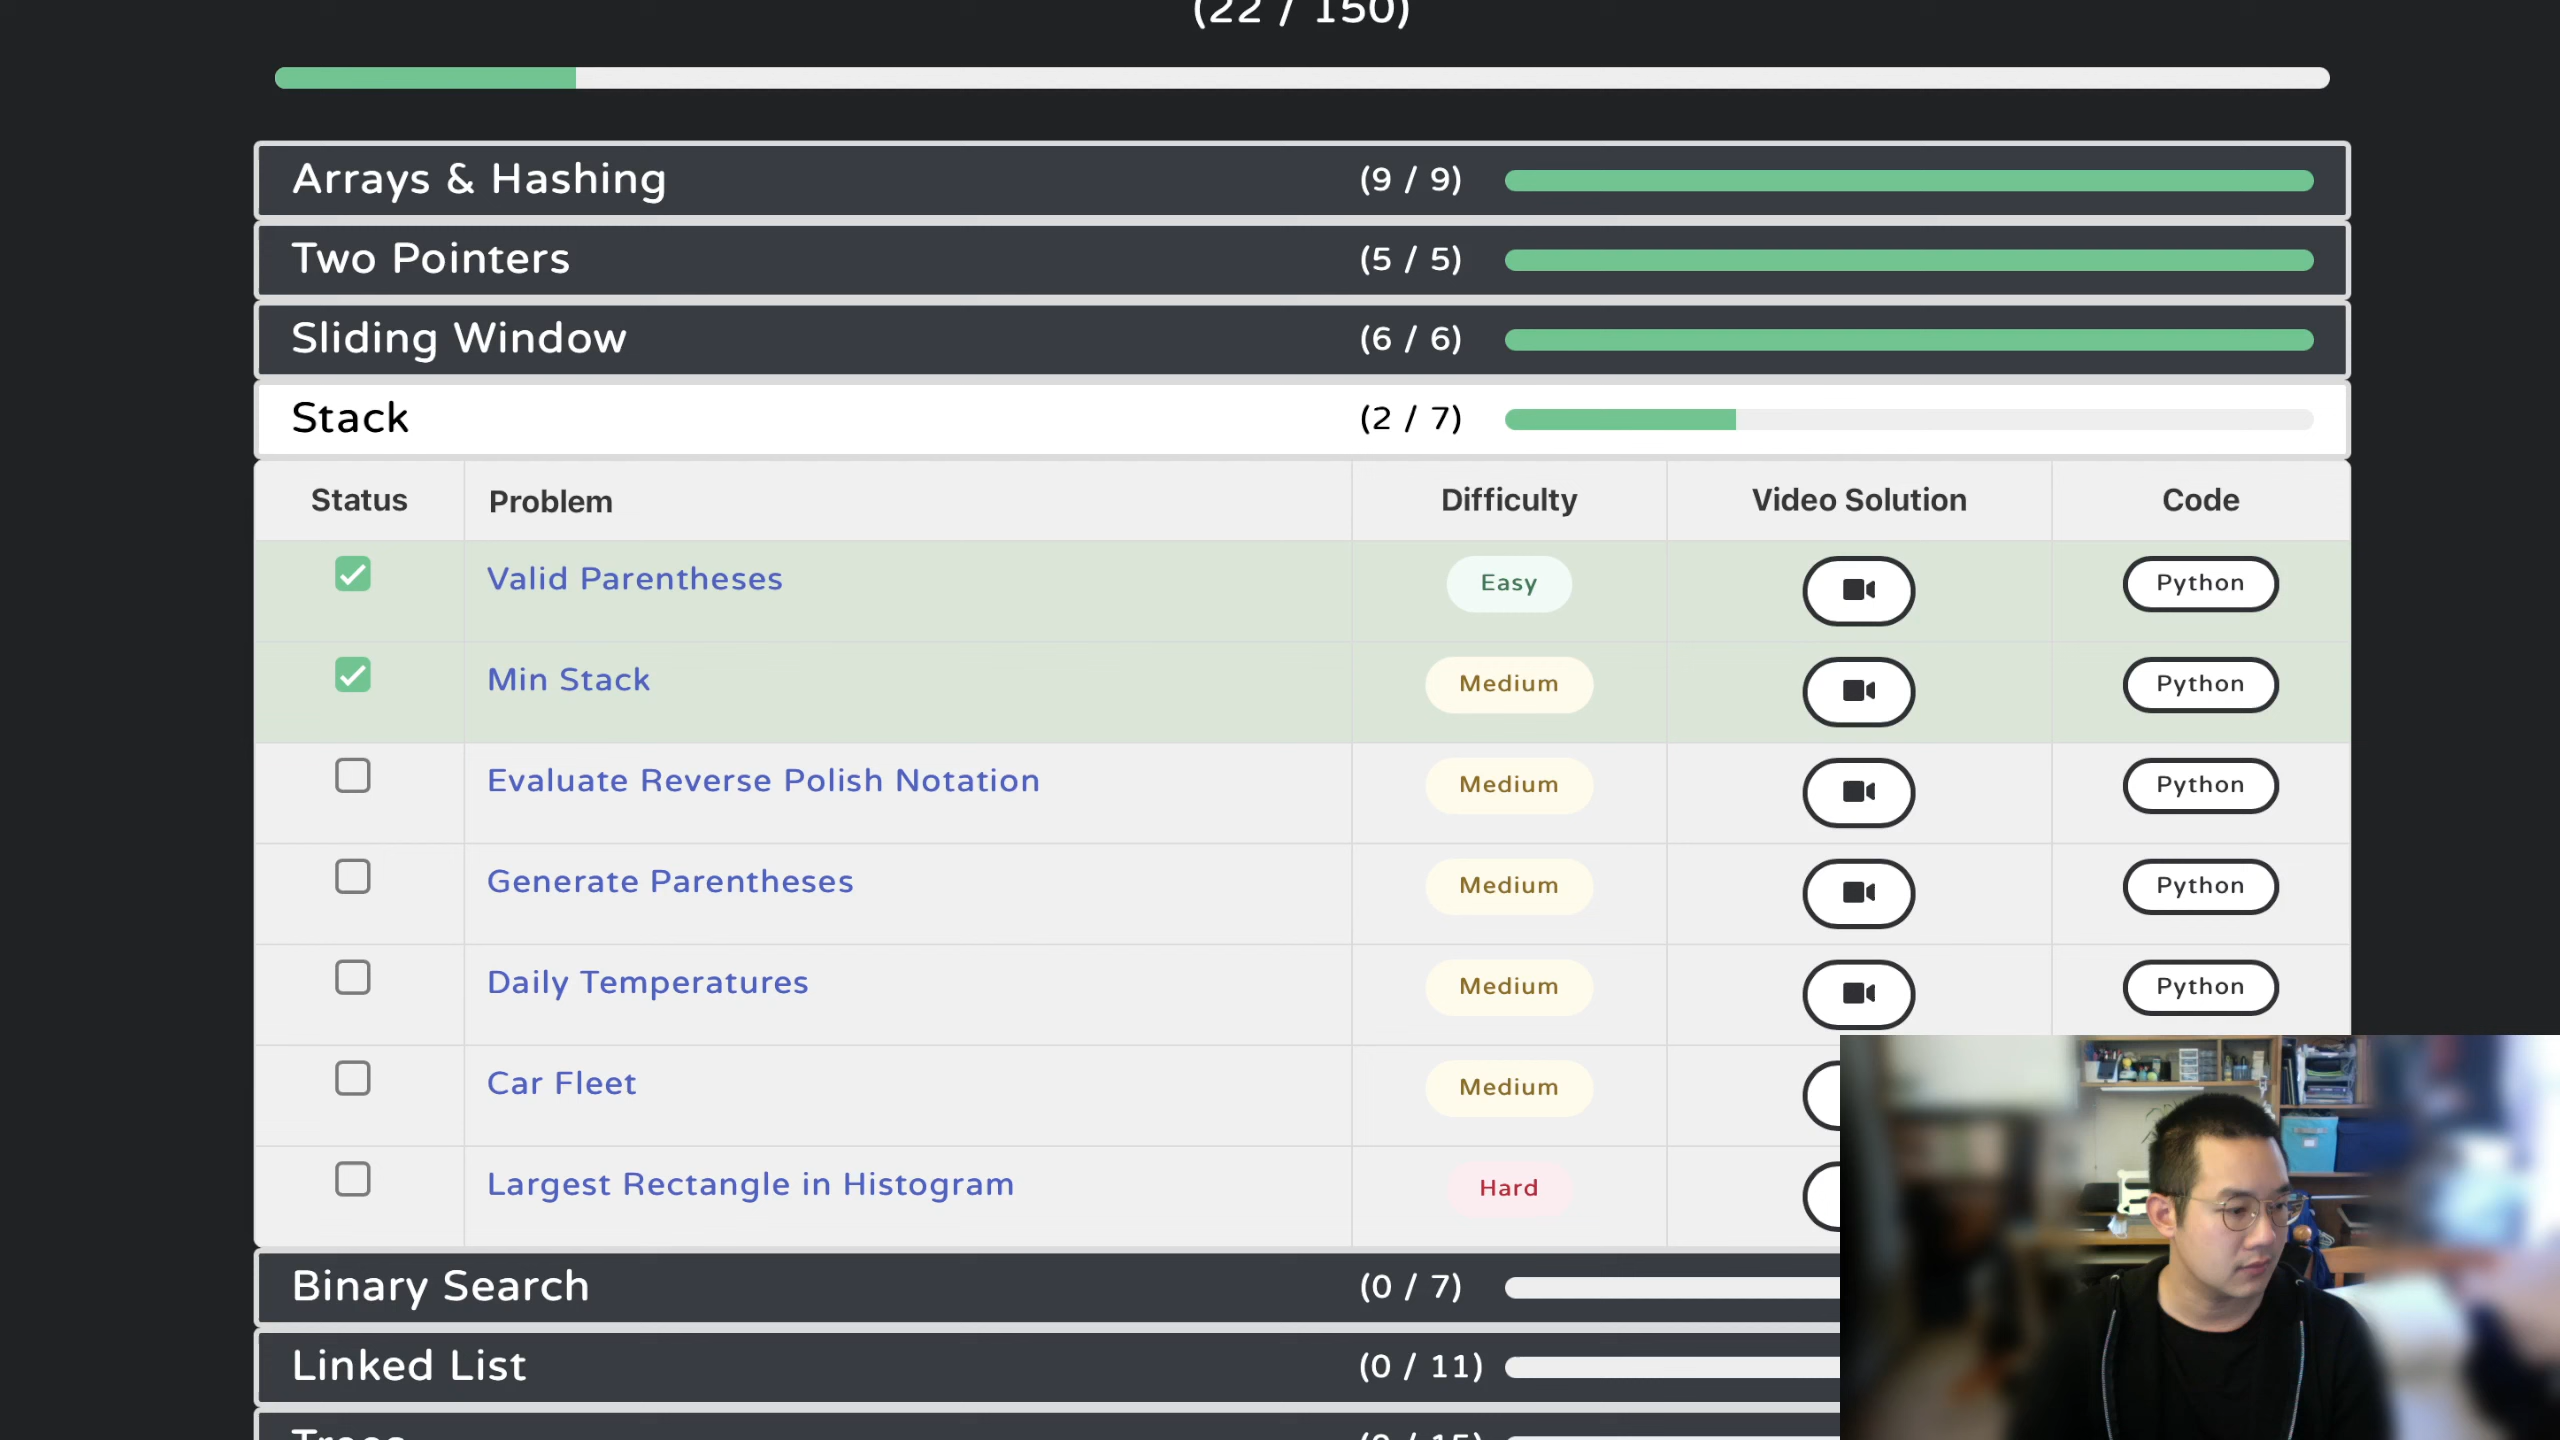 (22 / 150)
Arrays & Hashing (9 / 9)
Two Pointers (5 / 5)
Sliding Window (6 / 6)
Stack (2 / 7)
Status Problem Difficulty Video Solution Code
Valid Parentheses Easy Python
Min Stack Medium Python
Evaluate Reverse Polish Notation Medium Python
Generate Parentheses Medium Python
Daily Temperatures Medium Python
Car Fleet Medium
Largest Rectangle in Histogram Hard
Binary Search (0 / 7)
Linked List (0 / 11)
Trees (0 / 15)